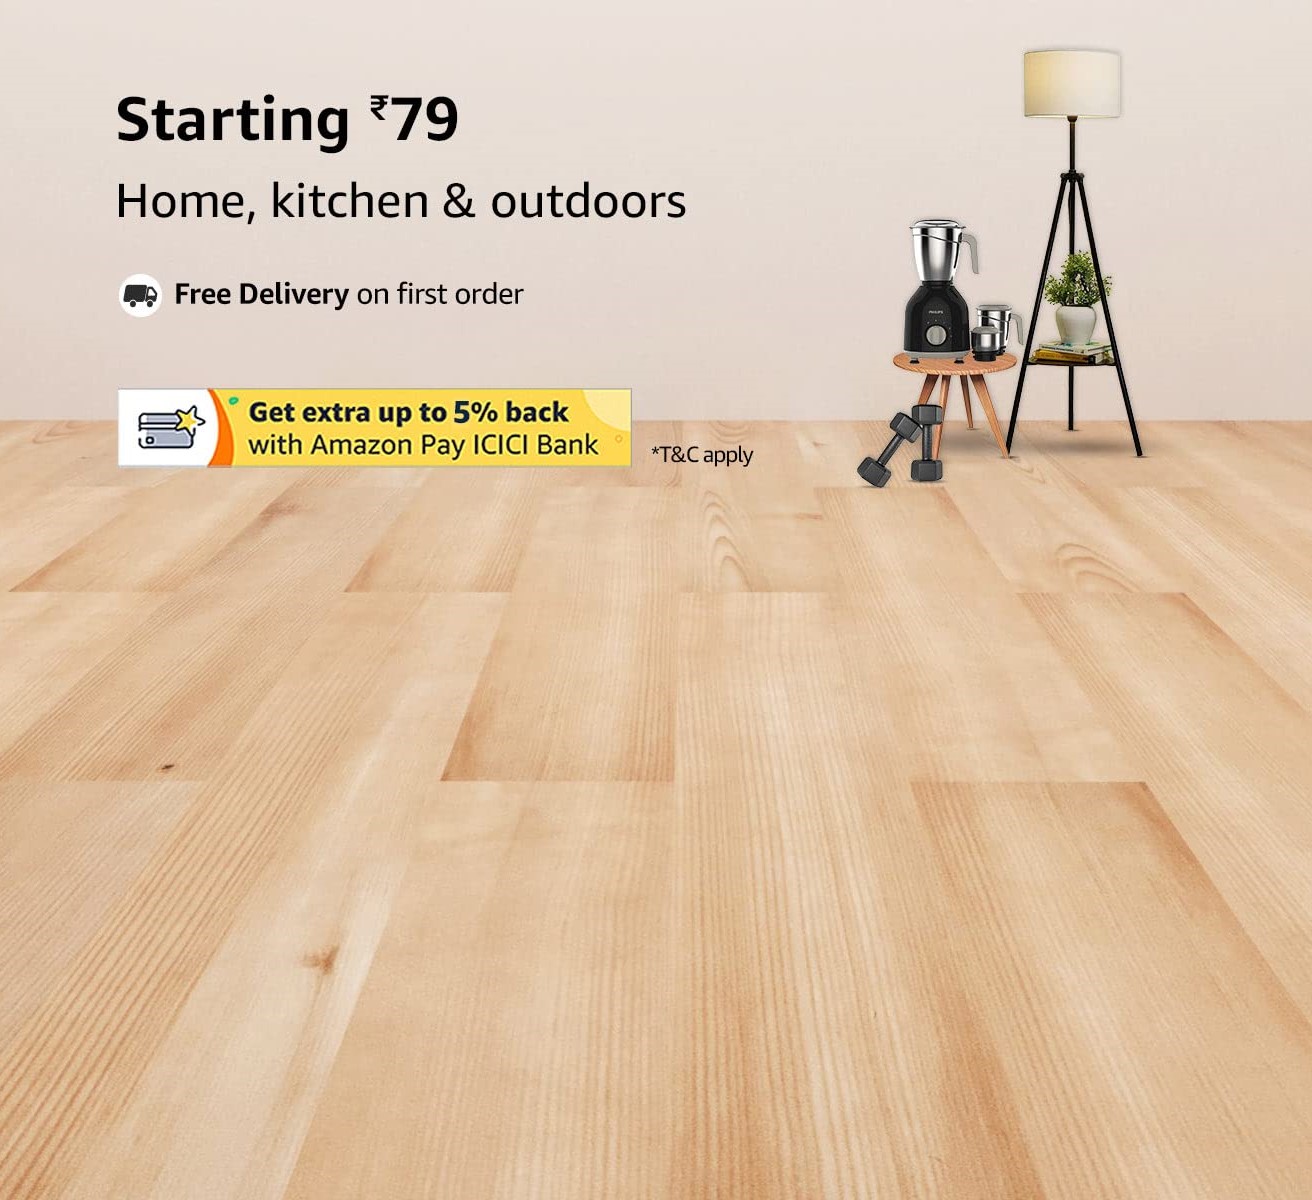 Starting ₹79
Home, kitchen & outdoors
Free Delivery on first order
Get extra up to 5% back
with Amazon Pay ICICI Bank
*T&C apply
PHILIPS